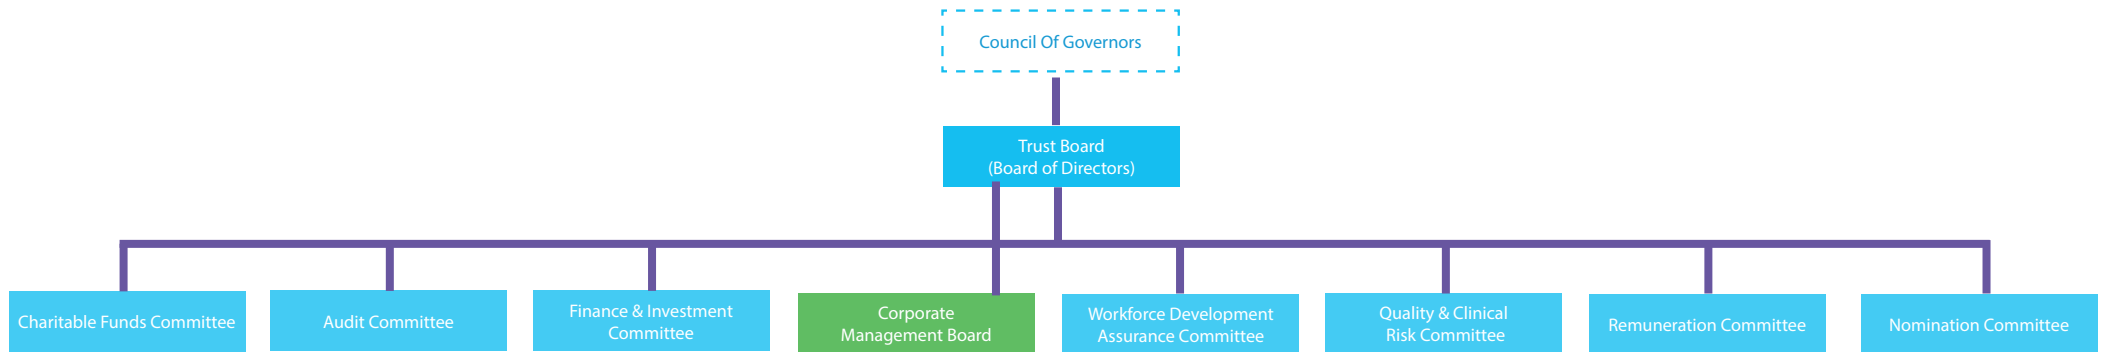 Council Of Governors
Trust Board
(Board of Directors)
Charitable Funds Committee
Audit Committee
Finance & Investment
Committee
Corporate
Management Board
Workforce Development
Assurance Committee
Quality & Clinical
Risk Committee
Remuneration Committee
Nomination Committee